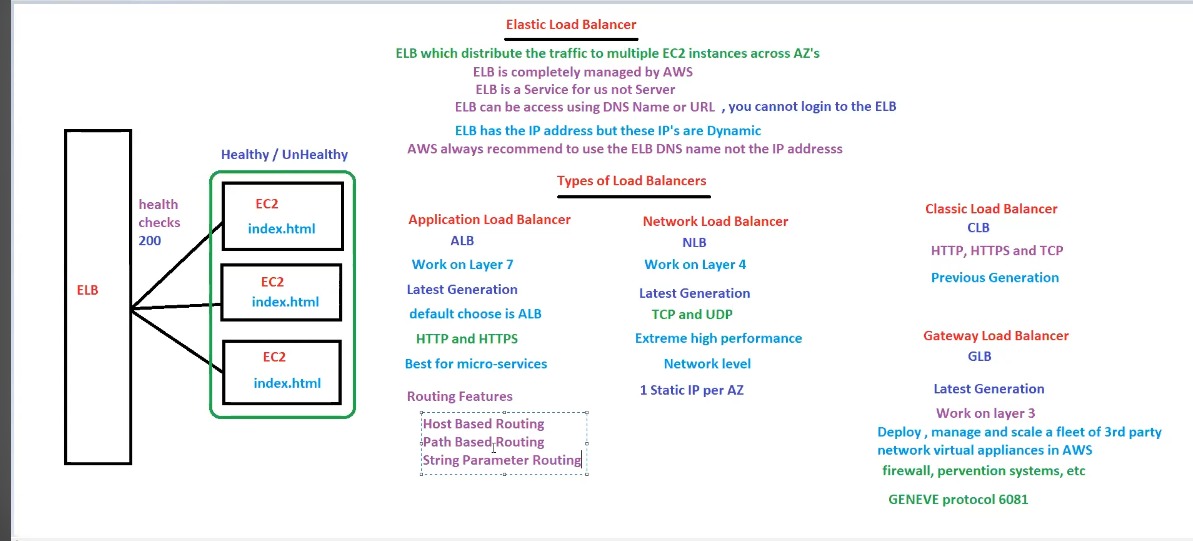 Elastic Load Balancer
ELB which distribute the traffic to multiple EC2 instances across AZ's
ELB is completely managed by AWS
ELB is a Service for us not Server
ELB can be access using DNS Name or URL , you cannot login to the ELB
ELB has the IP address but these IP's are Dynamic
AWS always recommend to use the ELB DNS name not the IP addresss
Healthy / UnHealthy
health
checks
200
ELB
EC2
index.html
EC2
index.html
EC2
index.html
Types of Load Balancers
Application Load Balancer
ALB
Work on Layer 7
Latest Generation
default choose is ALB
HTTP and HTTPS
Best for micro-services
Routing Features
Host Based Routing
Path Based Routing
String Parameter Routing
Network Load Balancer
NLB
Work on Layer 4
Latest Generation
TCP and UDP
Extreme high performance
Network level
1 Static IP per AZ
Classic Load Balancer
CLB
HTTP, HTTPS and TCP
Previous Generation
Gateway Load Balancer
GLB
Latest Generation
Work on layer 3
Deploy , manage and scale a fleet of 3rd party
network virtual appliances in AWS
firewall, pervention systems, etc
GENEVE protocol 6081